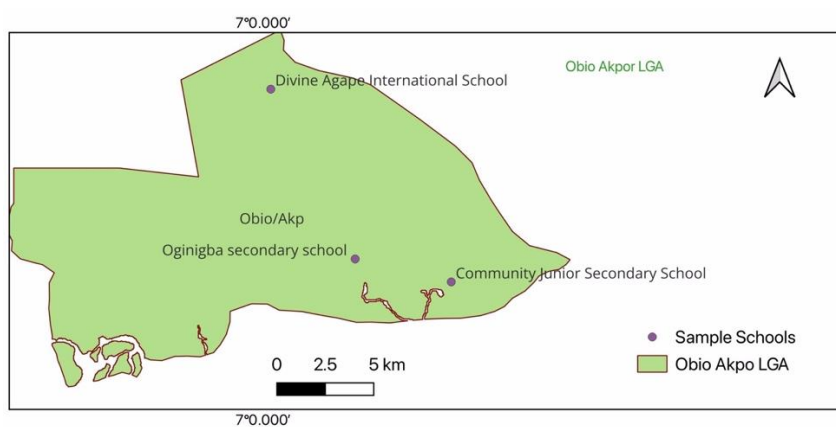 7°0.000'
Obio Akpor LGA
Divine Agape International School
Obio/Akp
Oginigba secondary school
Community Junior Secondary School
Sample Schools
0 2.5 5 km
Obio Akpo LGA
7°0.000'